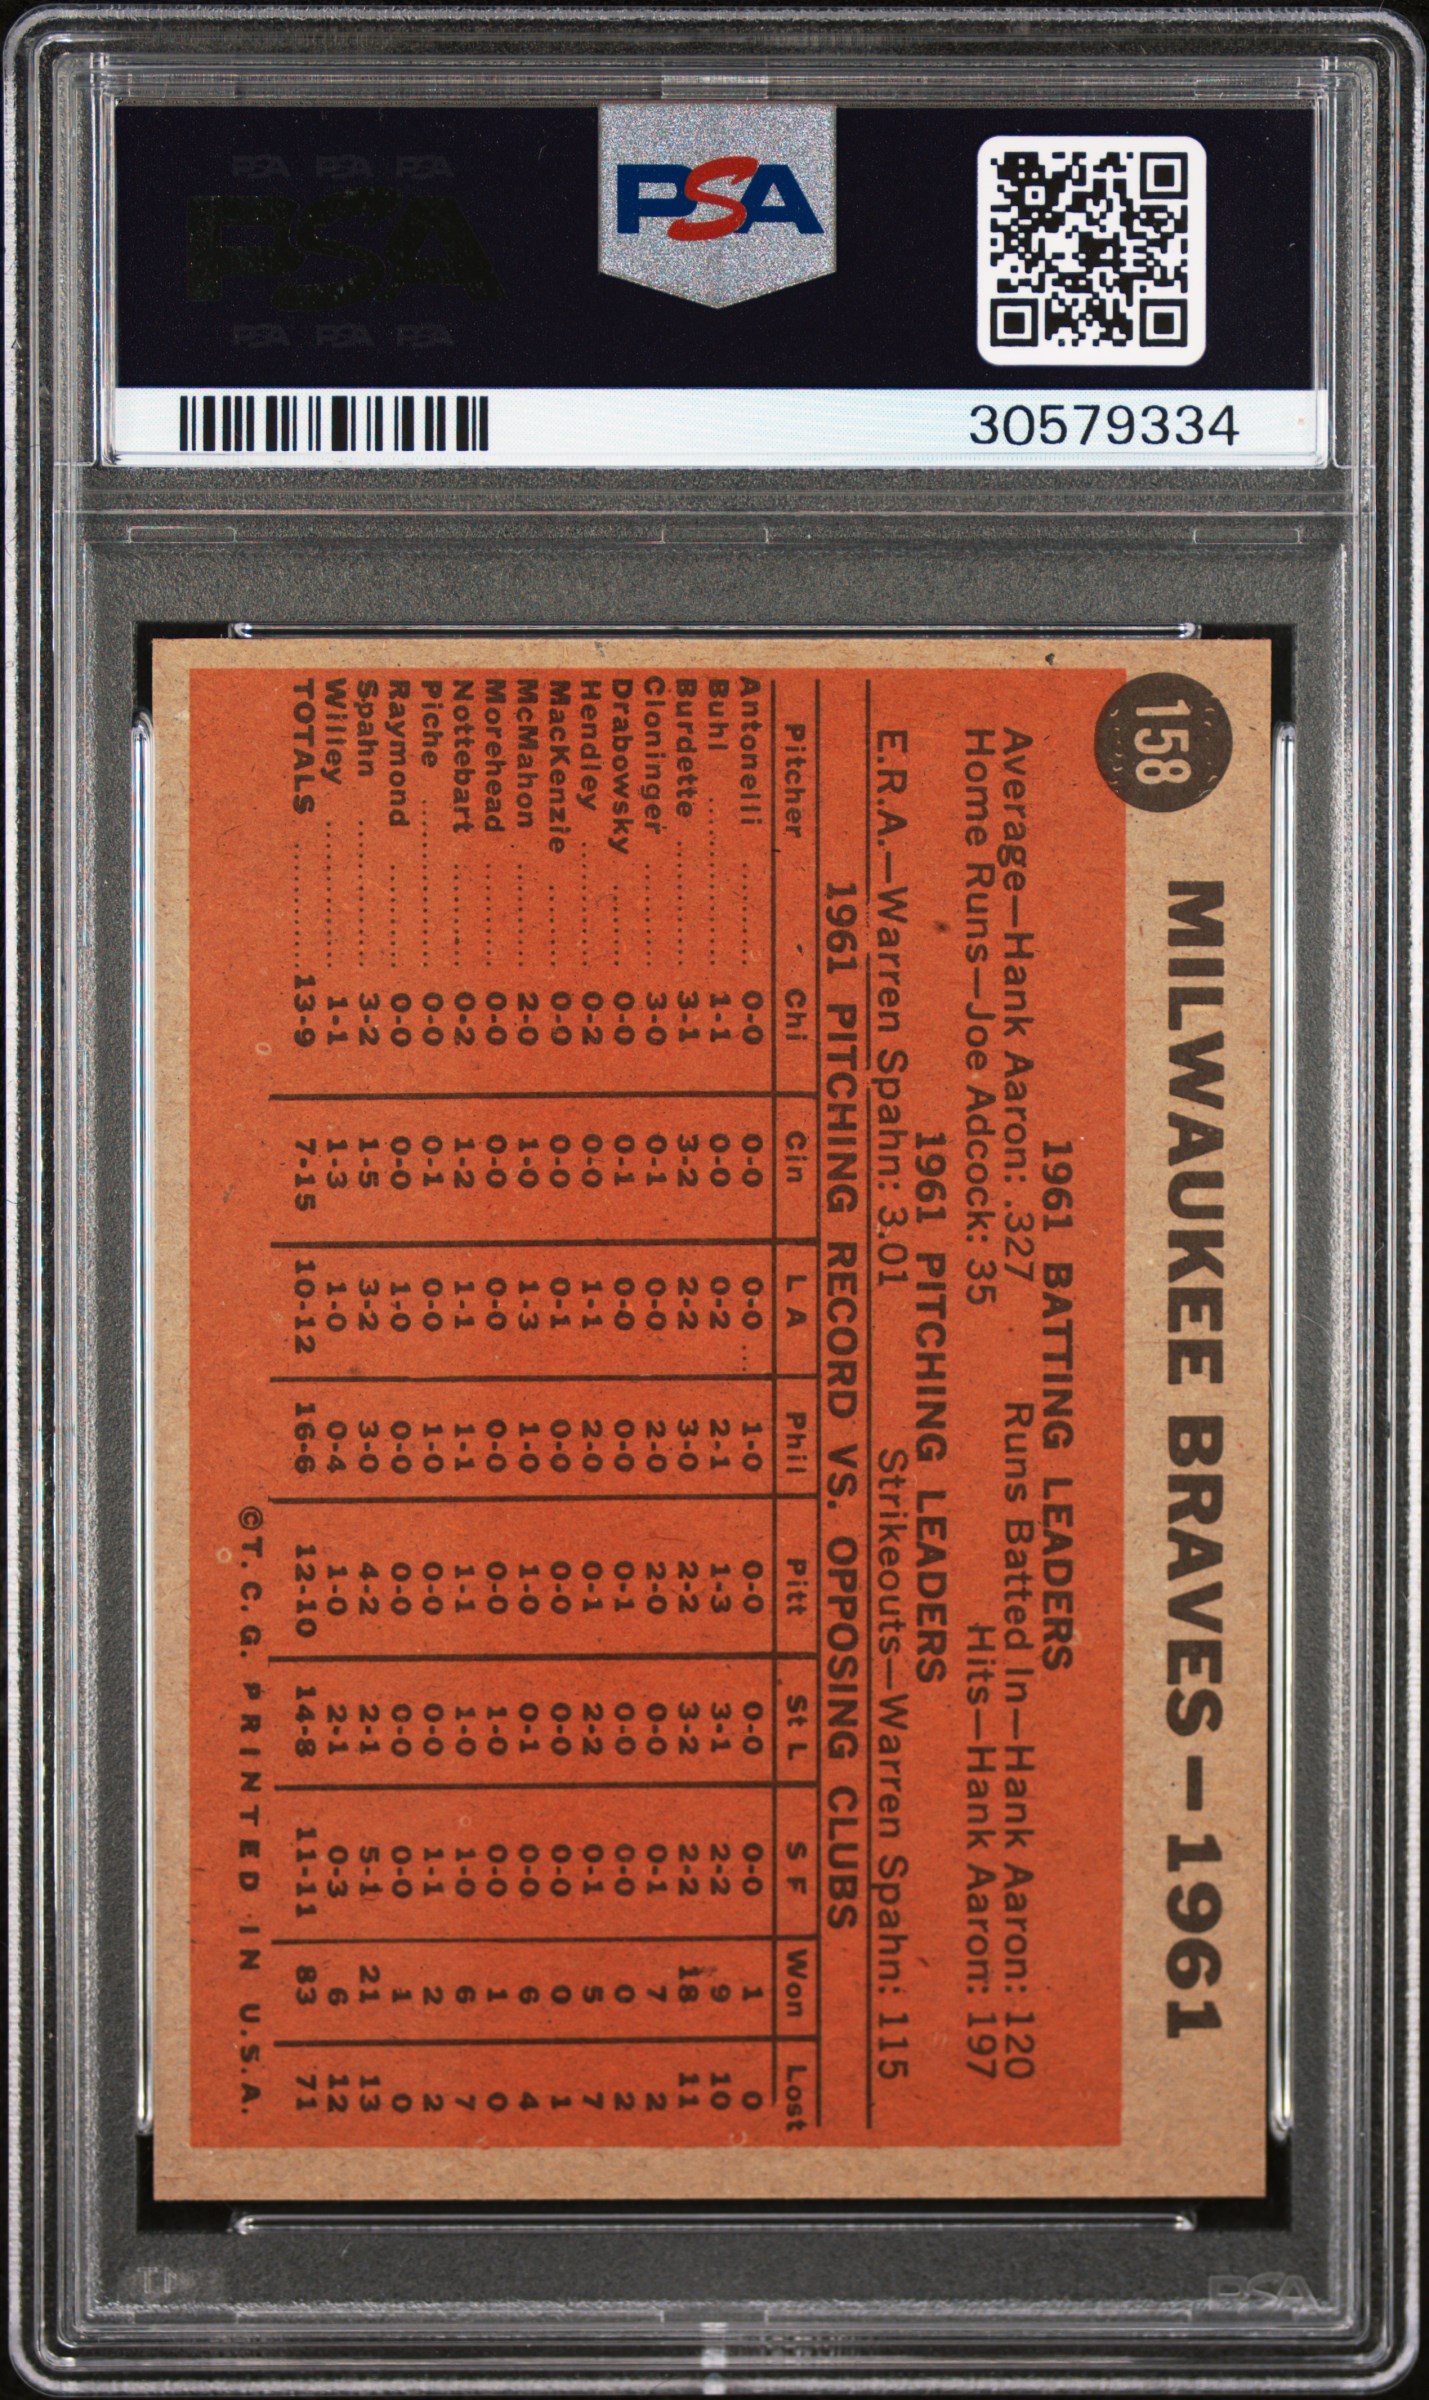 PSA PSA PSA
PSA
PSA PSA PSA
PSA
30579334
158
MILWAUKEE BRAVES—1961
1961 BATTING LEADERS
Average—Hank Aaron: .327 Runs Batted In—Hank Aaron: 120
Home Runs—Joe Adcock: 35 Hits—Hank Aaron: 197
1961 PITCHING LEADERS
E.R.A.—Warren Spahn: 3.01 Strikeouts—Warren Spahn: 115
1961 PITCHING RECORD VS. OPPOSING CLUBS
Pitcher Chi Cin L A Phil Pitt St L S F Won Lost
Antonelli .......... 0-0 0-0 0-0 ... 1-0 0-0 0-0 0-0 1 0
Buhl ............... 1-1 0-0 0-2 2-1 1-3 3-1 2-2 9 10
Burdette ........... 3-1 3-2 2-2 3-0 2-2 3-2 2-2 18 11
Cloninger ......... 3-0 0-1 0-0 2-0 2-0 0-0 0-1 7 2
Drabowsky ....... 0-0 0-1 0-0 0-0 0-1 0-0 0-0 0 2
Hendley ........... 0-2 0-0 1-1 2-0 0-1 2-2 0-1 5 7
MacKenzie ....... 0-0 0-0 0-1 0-0 0-0 0-0 0-0 0 1
McMahon ......... 2-0 1-0 1-3 1-0 1-0 0-1 0-0 6 4
Morehead ......... 0-0 0-0 0-0 0-0 0-0 1-0 0-0 1 0
Nottebart ......... 0-2 1-2 1-1 1-1 1-1 1-0 1-0 6 7
Piche .............. 0-0 0-1 0-0 1-0 0-0 0-0 1-1 2 2
Raymond ......... 0-0 0-0 1-0 0-0 0-0 0-0 0-0 1 0
Spahn ............. 3-2 1-5 3-2 3-0 4-2 2-1 5-1 21 13
Willey ............. 1-1 1-3 1-0 0-4 1-0 2-1 0-3 6 12
TOTALS .......... 13-9 7-15 10-12 16-6 12-10 14-8 11-11 83 71
©T. C. G. PRINTED IN U.S.A.
PSA